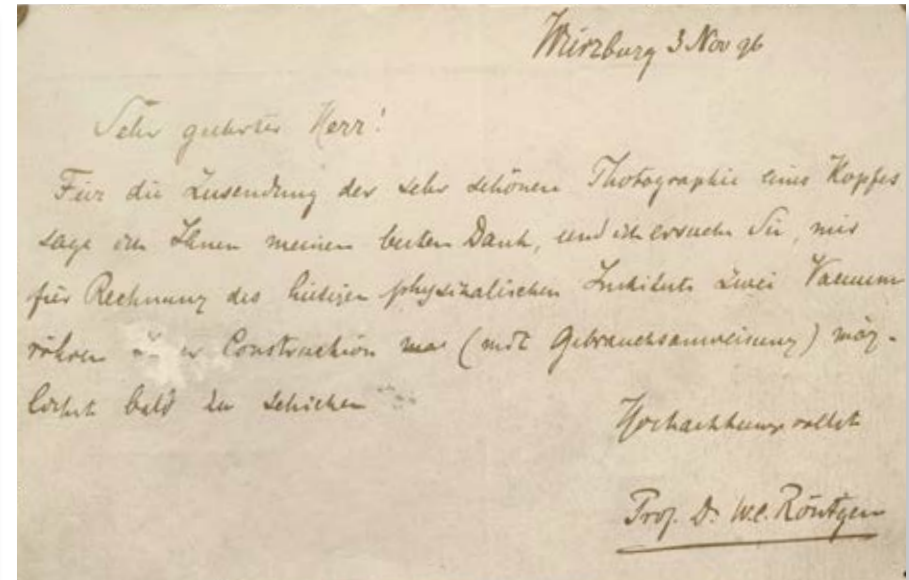 Würzburg 3 Nov 96
Sehr geehrter Herr!
Für die Zusendung der sehr schönen Photographie eines Kopfes
sage ich Ihnen meinen besten Dank, und ich ersuche Sie, mir
für Rechnung des hiesigen physikalischen Instituts zwei Vacuum
röhren Construction (mit Gebrauchsanweisung) mög-
lichst bald zu schicken
Hochachtungsvollst
Prof. Dr W.C. Röntgen